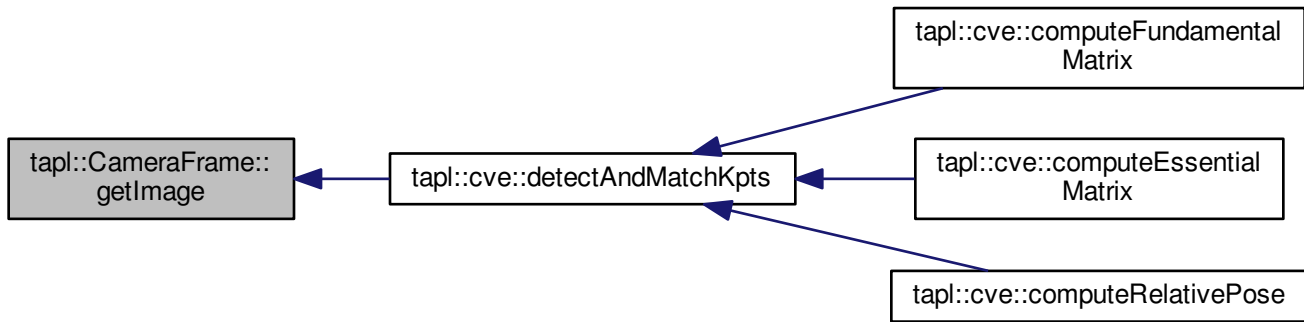 tapl::CameraFrame::
getImage
tapl::cve::detectAndMatchKpts
tapl::cve::computeFundamental
Matrix
tapl::cve::computeEssential
Matrix
tapl::cve::computeRelativePose